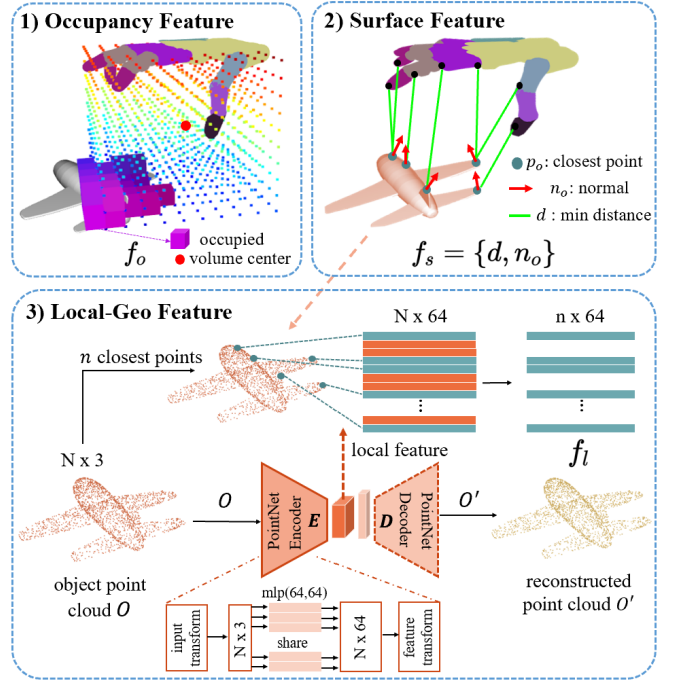 1) Occupancy Feature
f_o
occupied
volume center
2) Surface Feature
p_o: closest point
n_o: normal
d : min distance
f_s = {d, n_o}
3) Local-Geo Feature
n closest points
N x 64
n x 64
⋮
⋮
f_l
local feature
N x 3
O
PointNet
Encoder
E
D
PointNet
Decoder
O'
object point
cloud O
reconstructed
point cloud O'
input
transform
N x 3
mlp(64,64)
share
N x 64
feature
transform